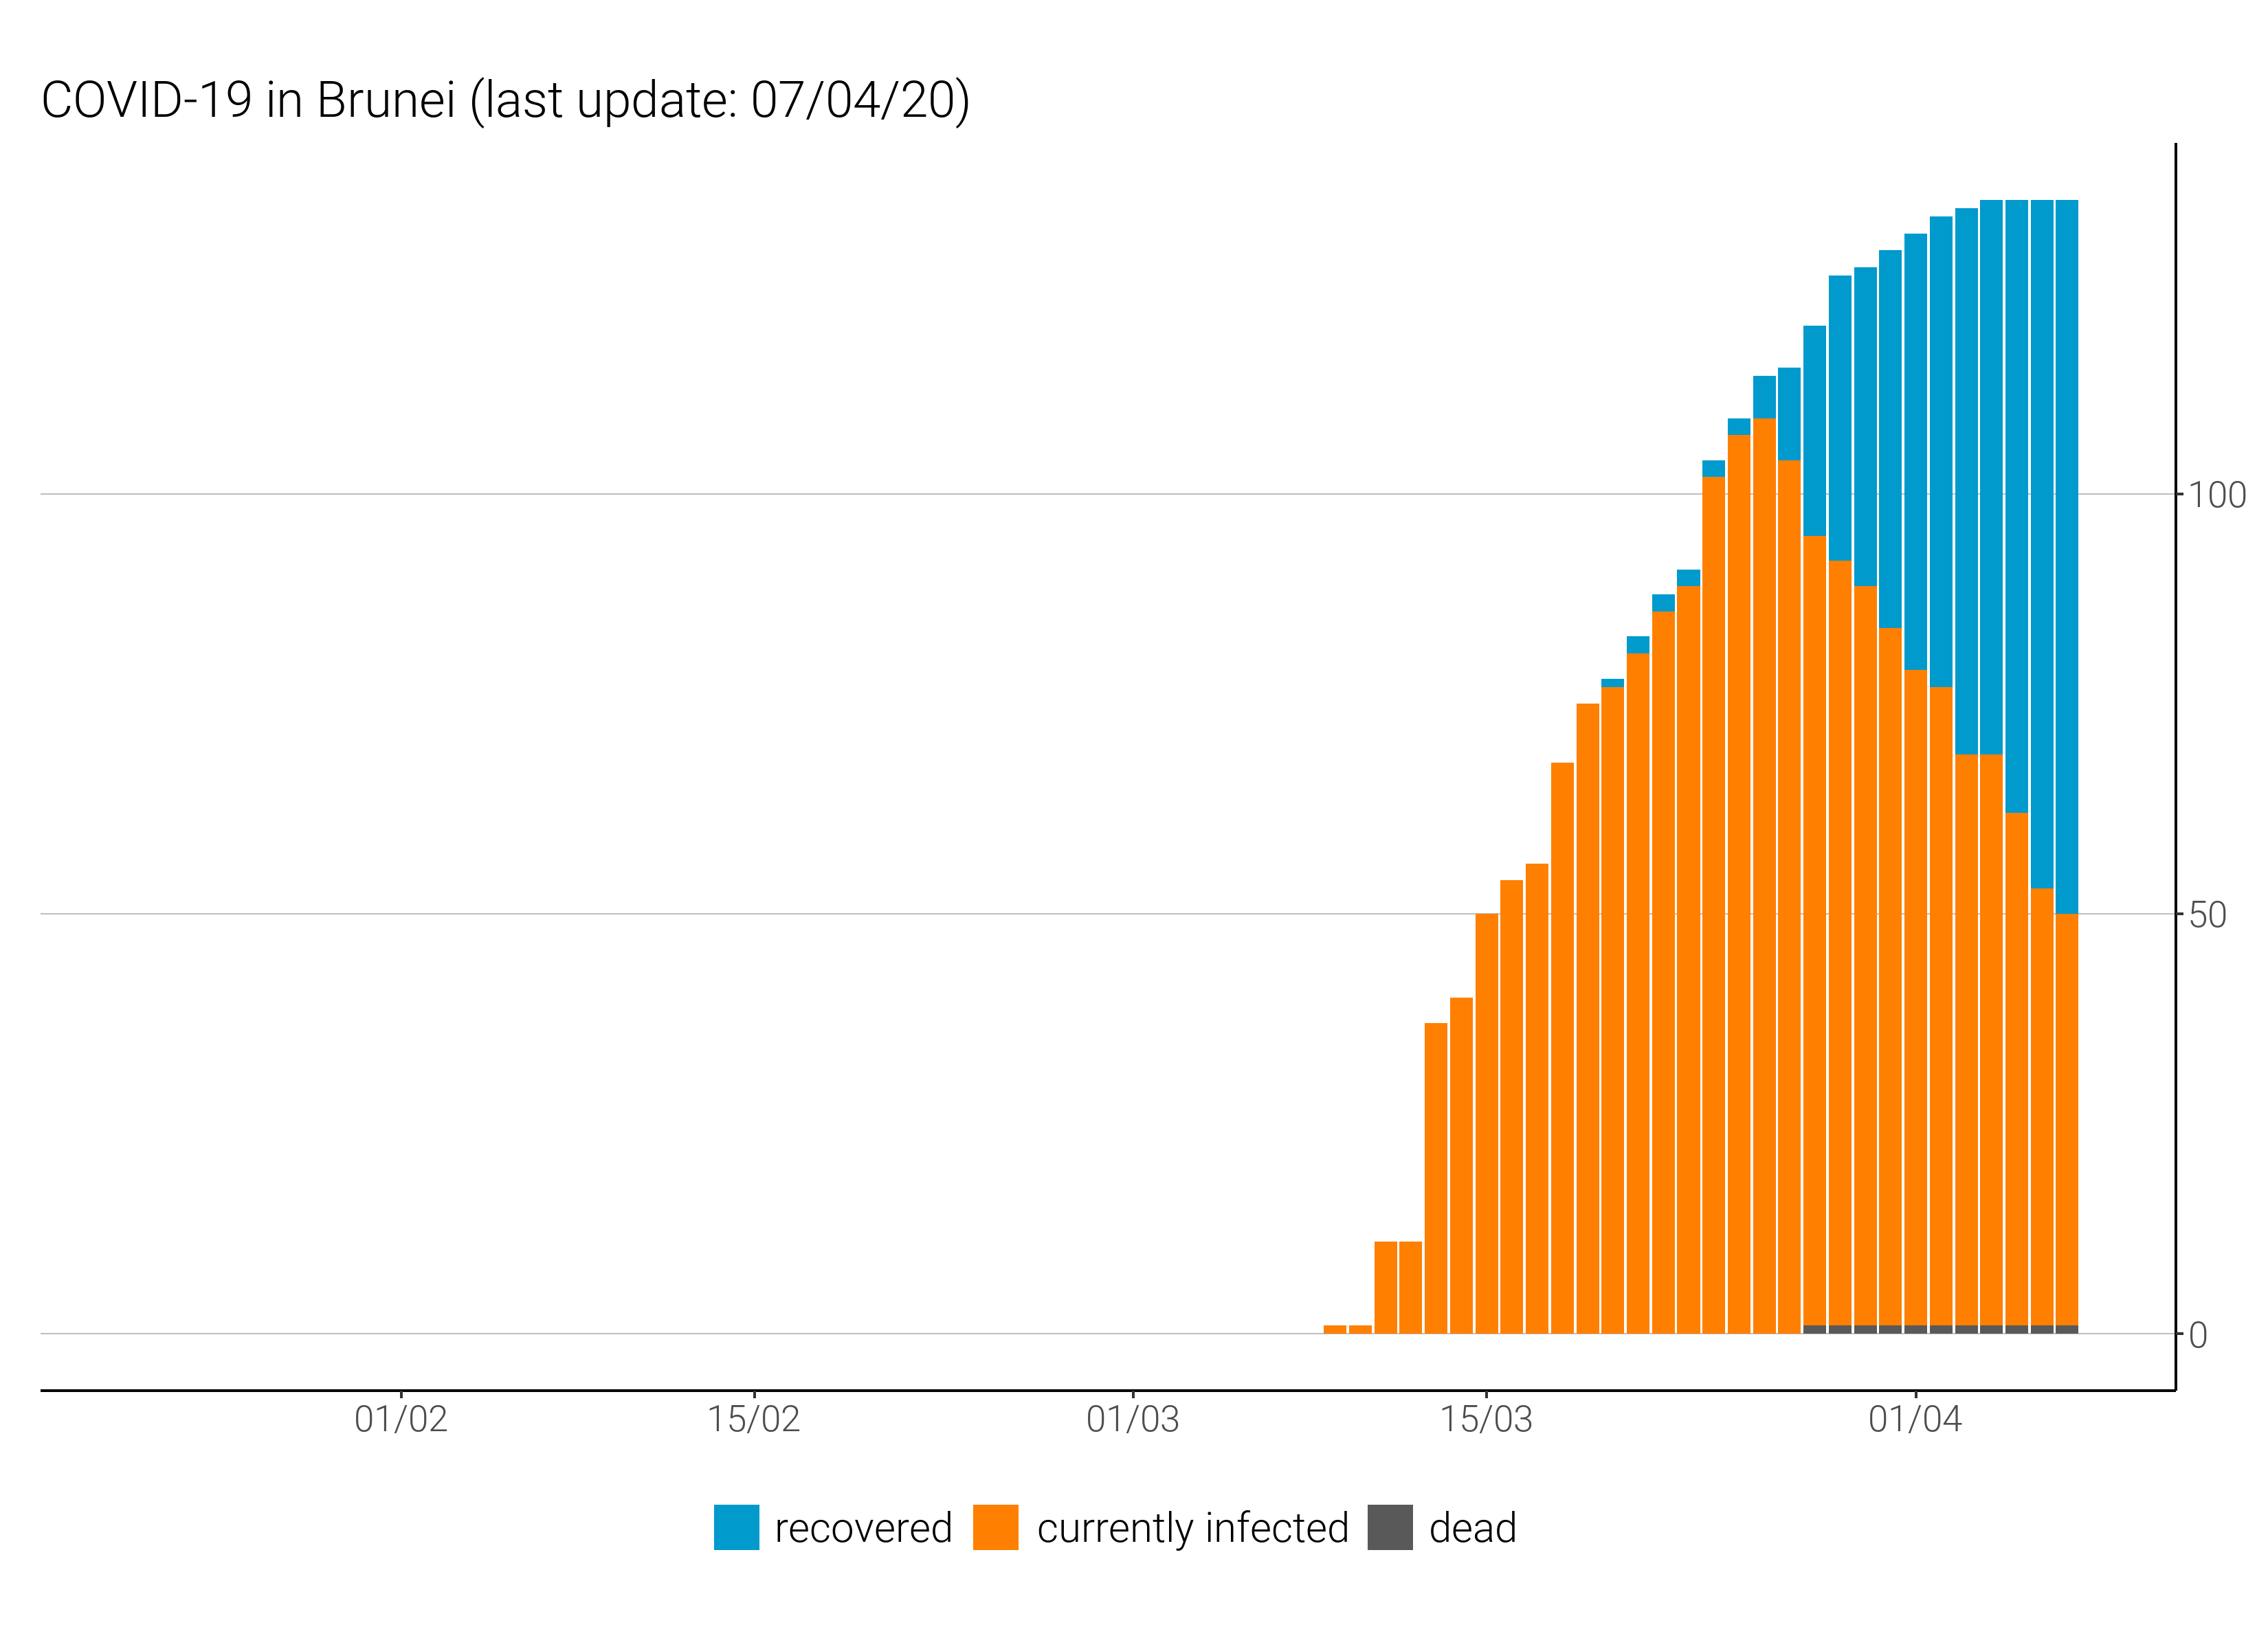 COVID-19 in Brunei (last update: 07/04/20)
100
50
0
01/02 15/02 01/03 15/03 01/04
recovered currently infected dead